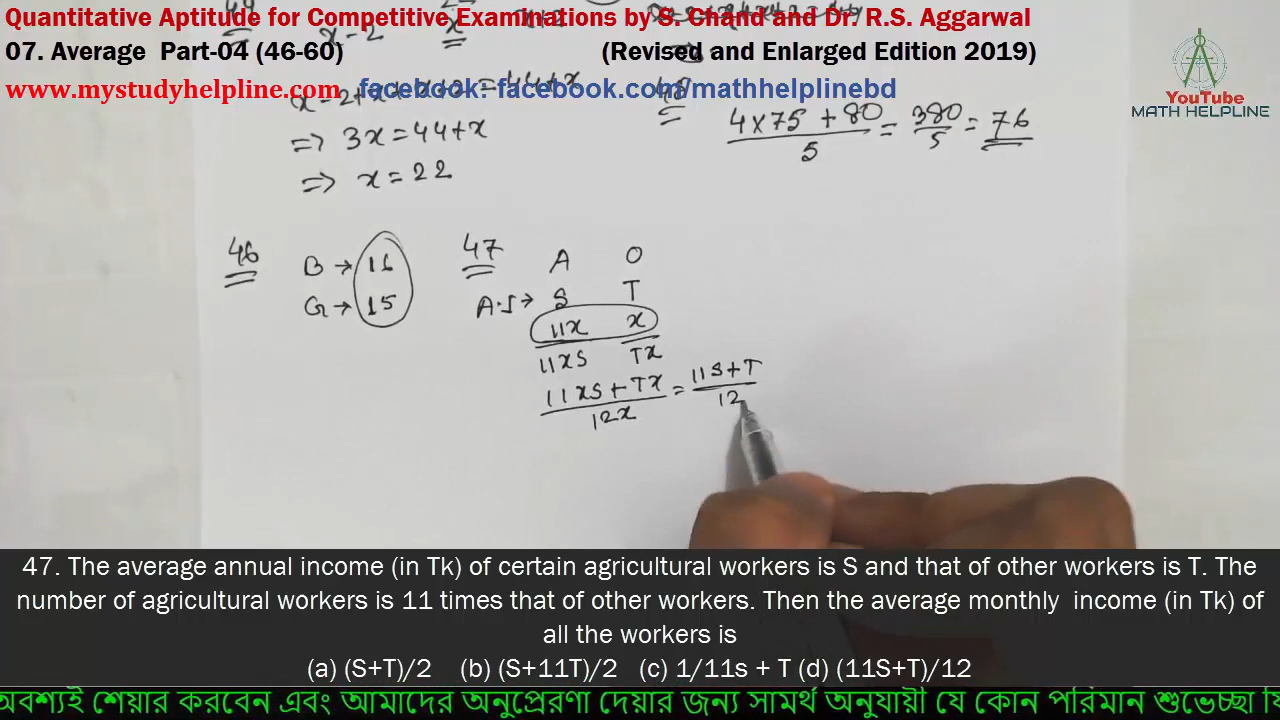 Quantitative Aptitude for Competitive Examinations by S. Chand and Dr. R.S. Aggarwal
07. Average Part-04 (46-60) (Revised and Enlarged Edition 2019)
www.mystudyhelpline.com facebook: facebook.com/mathhelplinebd
YouTube
MATH HELPLINE
44 x-2 x x+2
= 44+x
⇒ 3x = 44+x
⇒ x = 22
48
(4×75 + 80)/5 = 380/5 = 76
46
B → 16
G → 15
47
A O
A.I → S T
11x x
11xS Tx
(11xS + Tx)/12x = (11S+T)/12
47. The average annual income (in Tk) of certain agricultural workers is S and that of other workers is T. The
number of agricultural workers is 11 times that of other workers. Then the average monthly income (in Tk) of
all the workers is
(a) (S+T)/2 (b) (S+11T)/2 (c) 1/11s + T (d) (11S+T)/12
অবশ্যই শেয়ার করবেন এবং আমাদের অনুপ্রেরণা দেয়ার জন্য সামর্থ অনুযায়ী যে কোন পরিমান শুভেচ্ছা